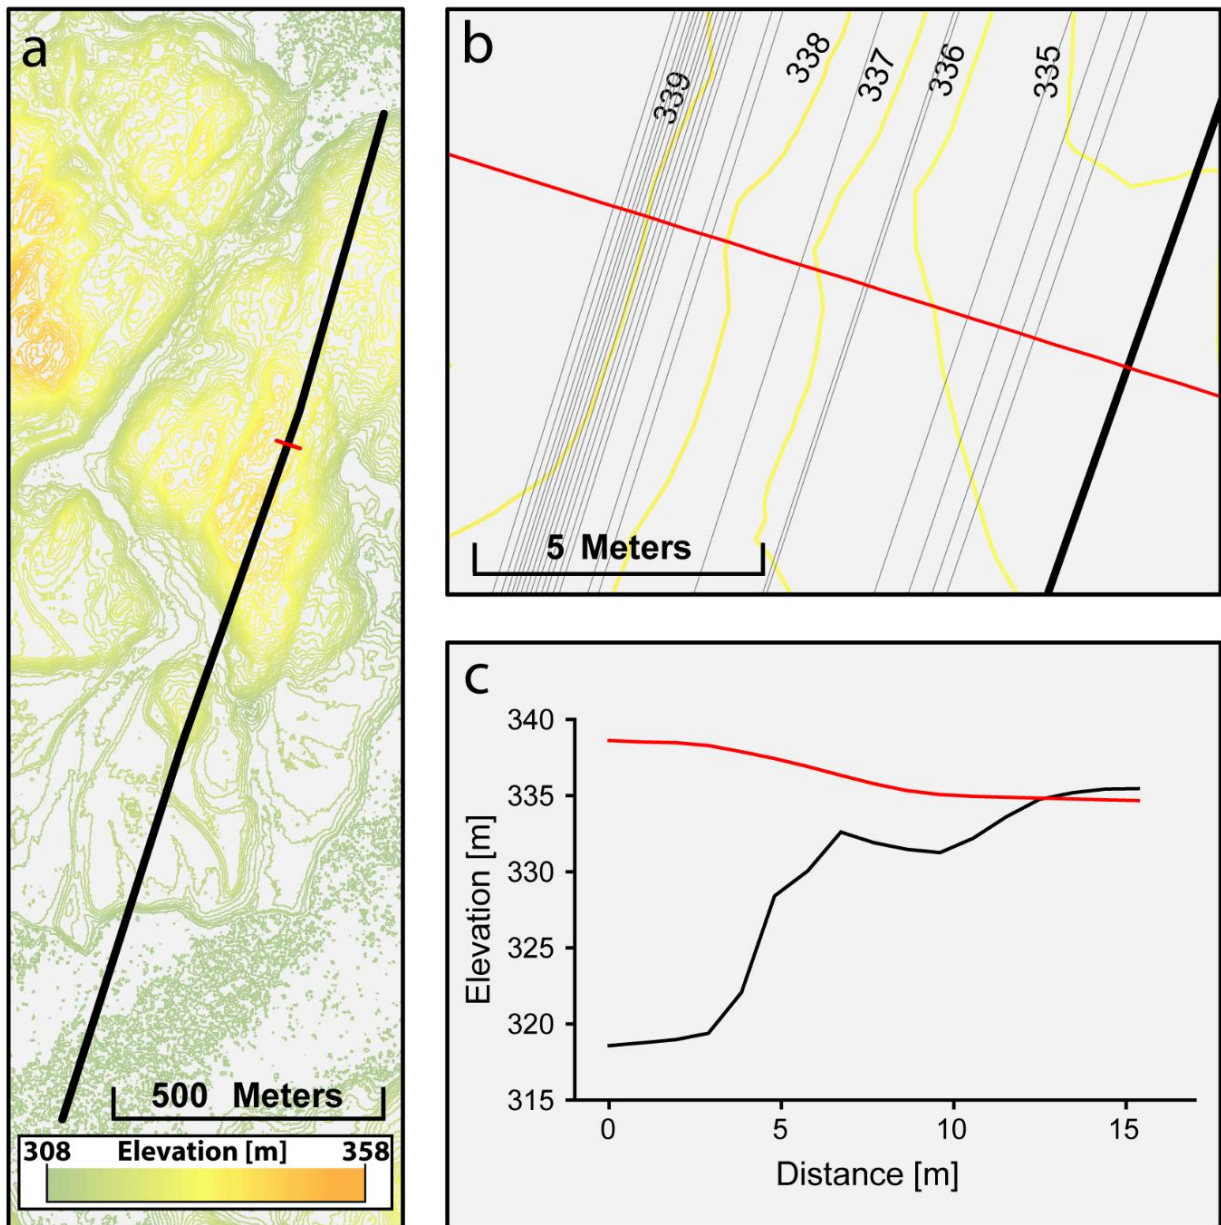 a
500 Meters
308 Elevation [m] 358
b
339
338
337
336
335
5 Meters
c
340
335
330
325
320
315
Elevation [m]
0 5 10 15
Distance [m]